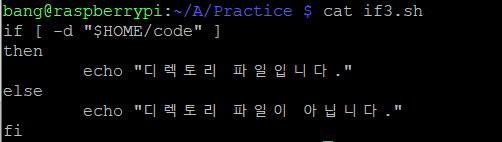 bang@raspberrypi:~/A/Practice $ cat if3.sh
if [ -d "$HOME/code" ]
then
        echo "디렉토리 파일입니다."
else
        echo "디렉토리 파일이 아닙니다."
fi